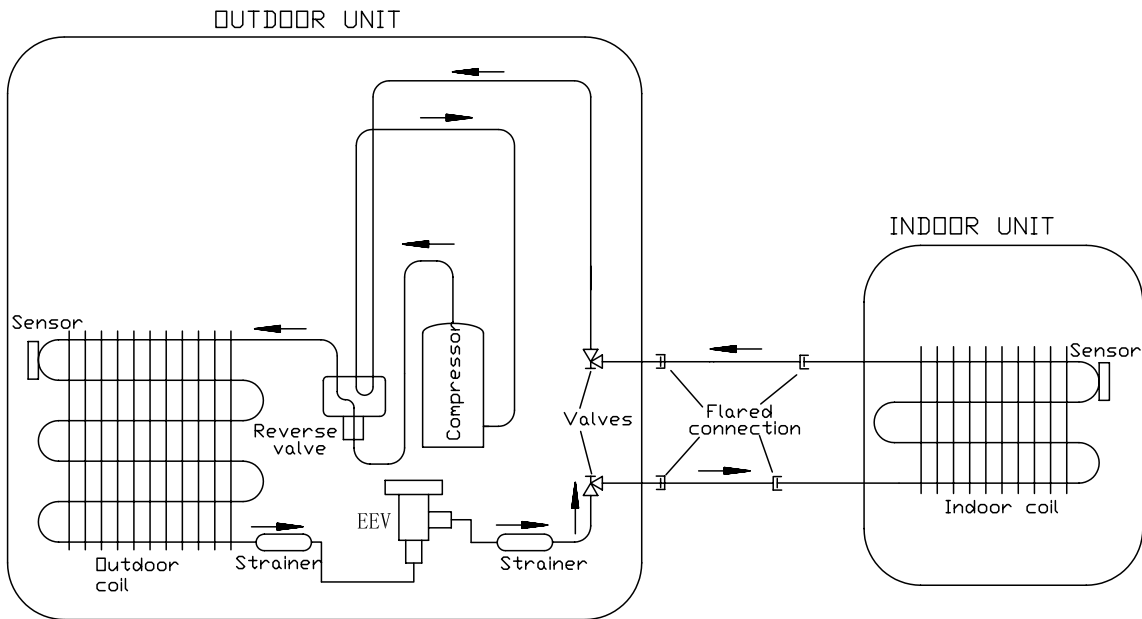 OUTDOOR UNIT
INDOOR UNIT
Sensor
Compressor
Sensor
Reverse
valve
Valves
Flared
connection
EEV
Indoor coil
Outdoor
coil
Strainer
Strainer